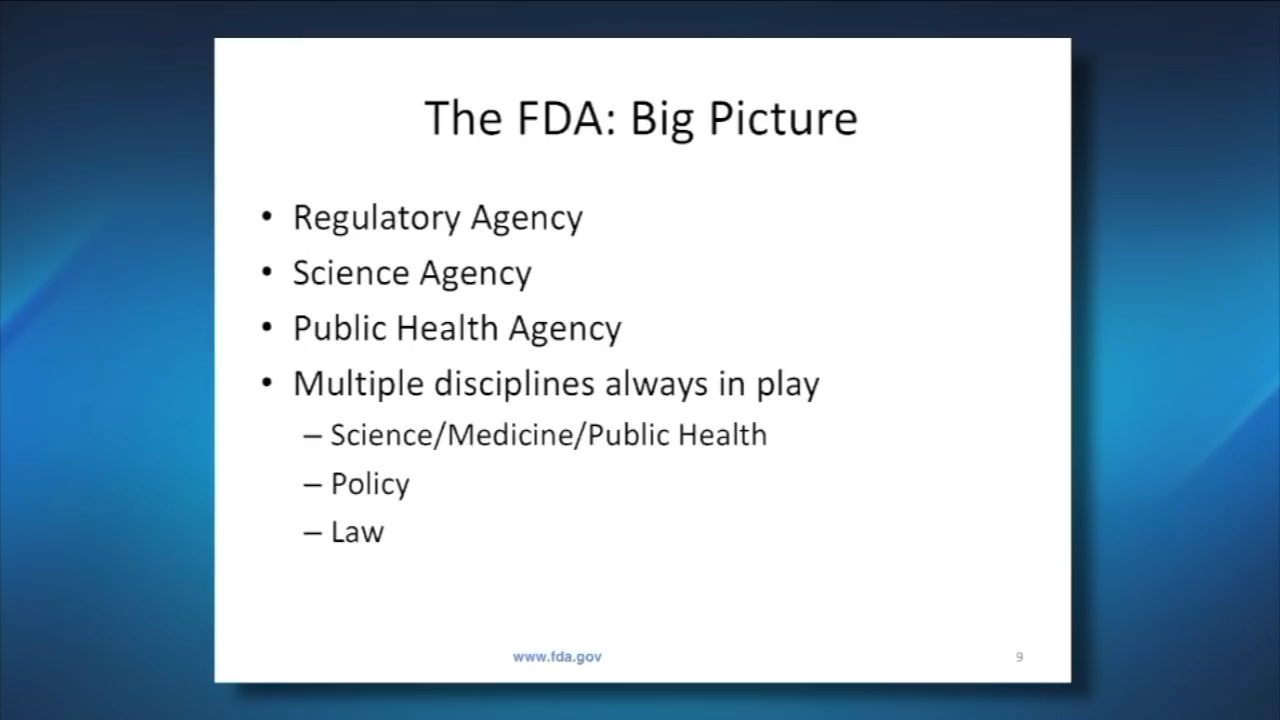 The FDA: Big Picture
• Regulatory Agency
• Science Agency
• Public Health Agency
• Multiple disciplines always in play
– Science/Medicine/Public Health
– Policy
– Law
www.fda.gov
9